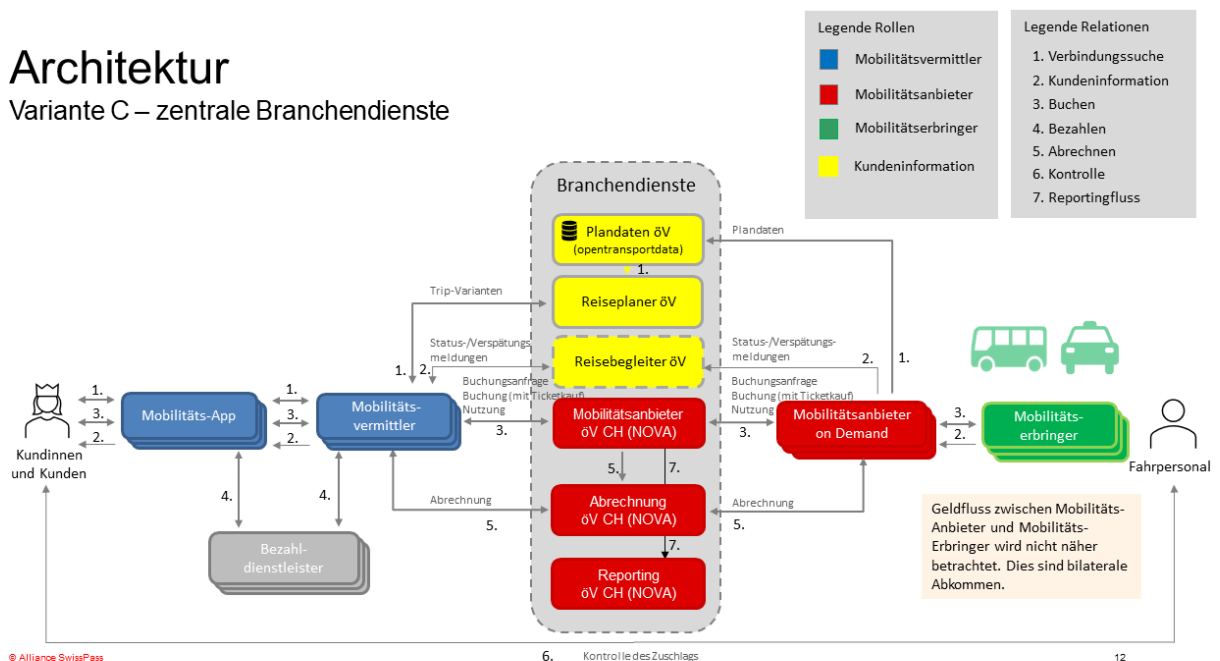 Architektur
Variante C – zentrale Branchendienste
Legende Rollen
Mobilitätsvermittler
Mobilitätsanbieter
Mobilitätserbringer
Kundeninformation
Legende Relationen
1. Verbindungssuche
2. Kundeninformation
3. Buchen
4. Bezahlen
5. Abrechnen
6. Kontrolle
7. Reportingfluss
Branchendienste
Plandaten öV
(opentransportdata)
1.
Reiseplaner öV
Reisebegleiter öV
Mobilitätsanbieter
öV CH (NOVA)
5.
7.
Abrechnung
öV CH (NOVA)
7.
Reporting
öV CH (NOVA)
Plandaten
Trip-Varianten
Status-/Verspätungs
meldungen
1.
2.
Buchungsanfrage
Buchung (mit Ticketkauf)
Nutzung
3.
Abrechnung
5.
Status-/Verspätungs-
meldungen
2.
1.
Buchungsanfrage
Buchung (mit Ticketkauf)
Nutzung
3.
Abrechnung
5.
Kundinnen
und Kunden
1.
3.
2.
Mobilitäts-App
1.
3.
2.
Mobilitäts-
vermittler
4.
4.
Bezahl-
dienstleister
Mobilitätsanbieter
on Demand
3.
2.
Mobilitäts-
erbringer
Fahrpersonal
Geldfluss zwischen Mobilitäts-
Anbieter und Mobilitäts-
Erbringer wird nicht näher
betrachtet. Dies sind bilaterale
Abkommen.
6.
Kontrolle des Zuschlags
© Alliance SwissPass
12